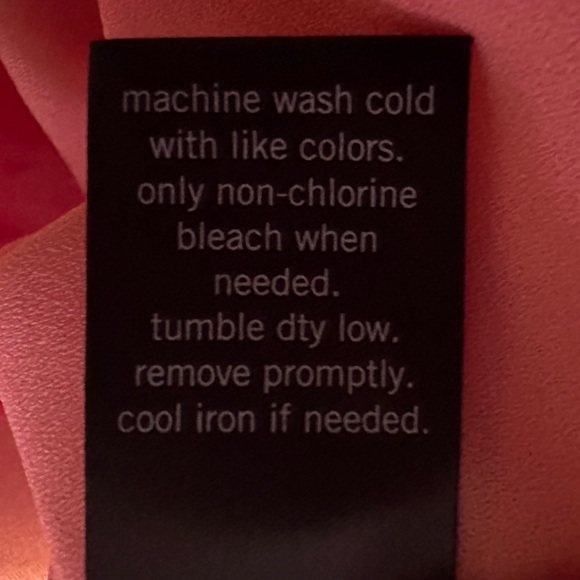 machine wash cold
with like colors.
only non-chlorine
bleach when
needed.
tumble dty low.
remove promptly.
cool iron if needed.